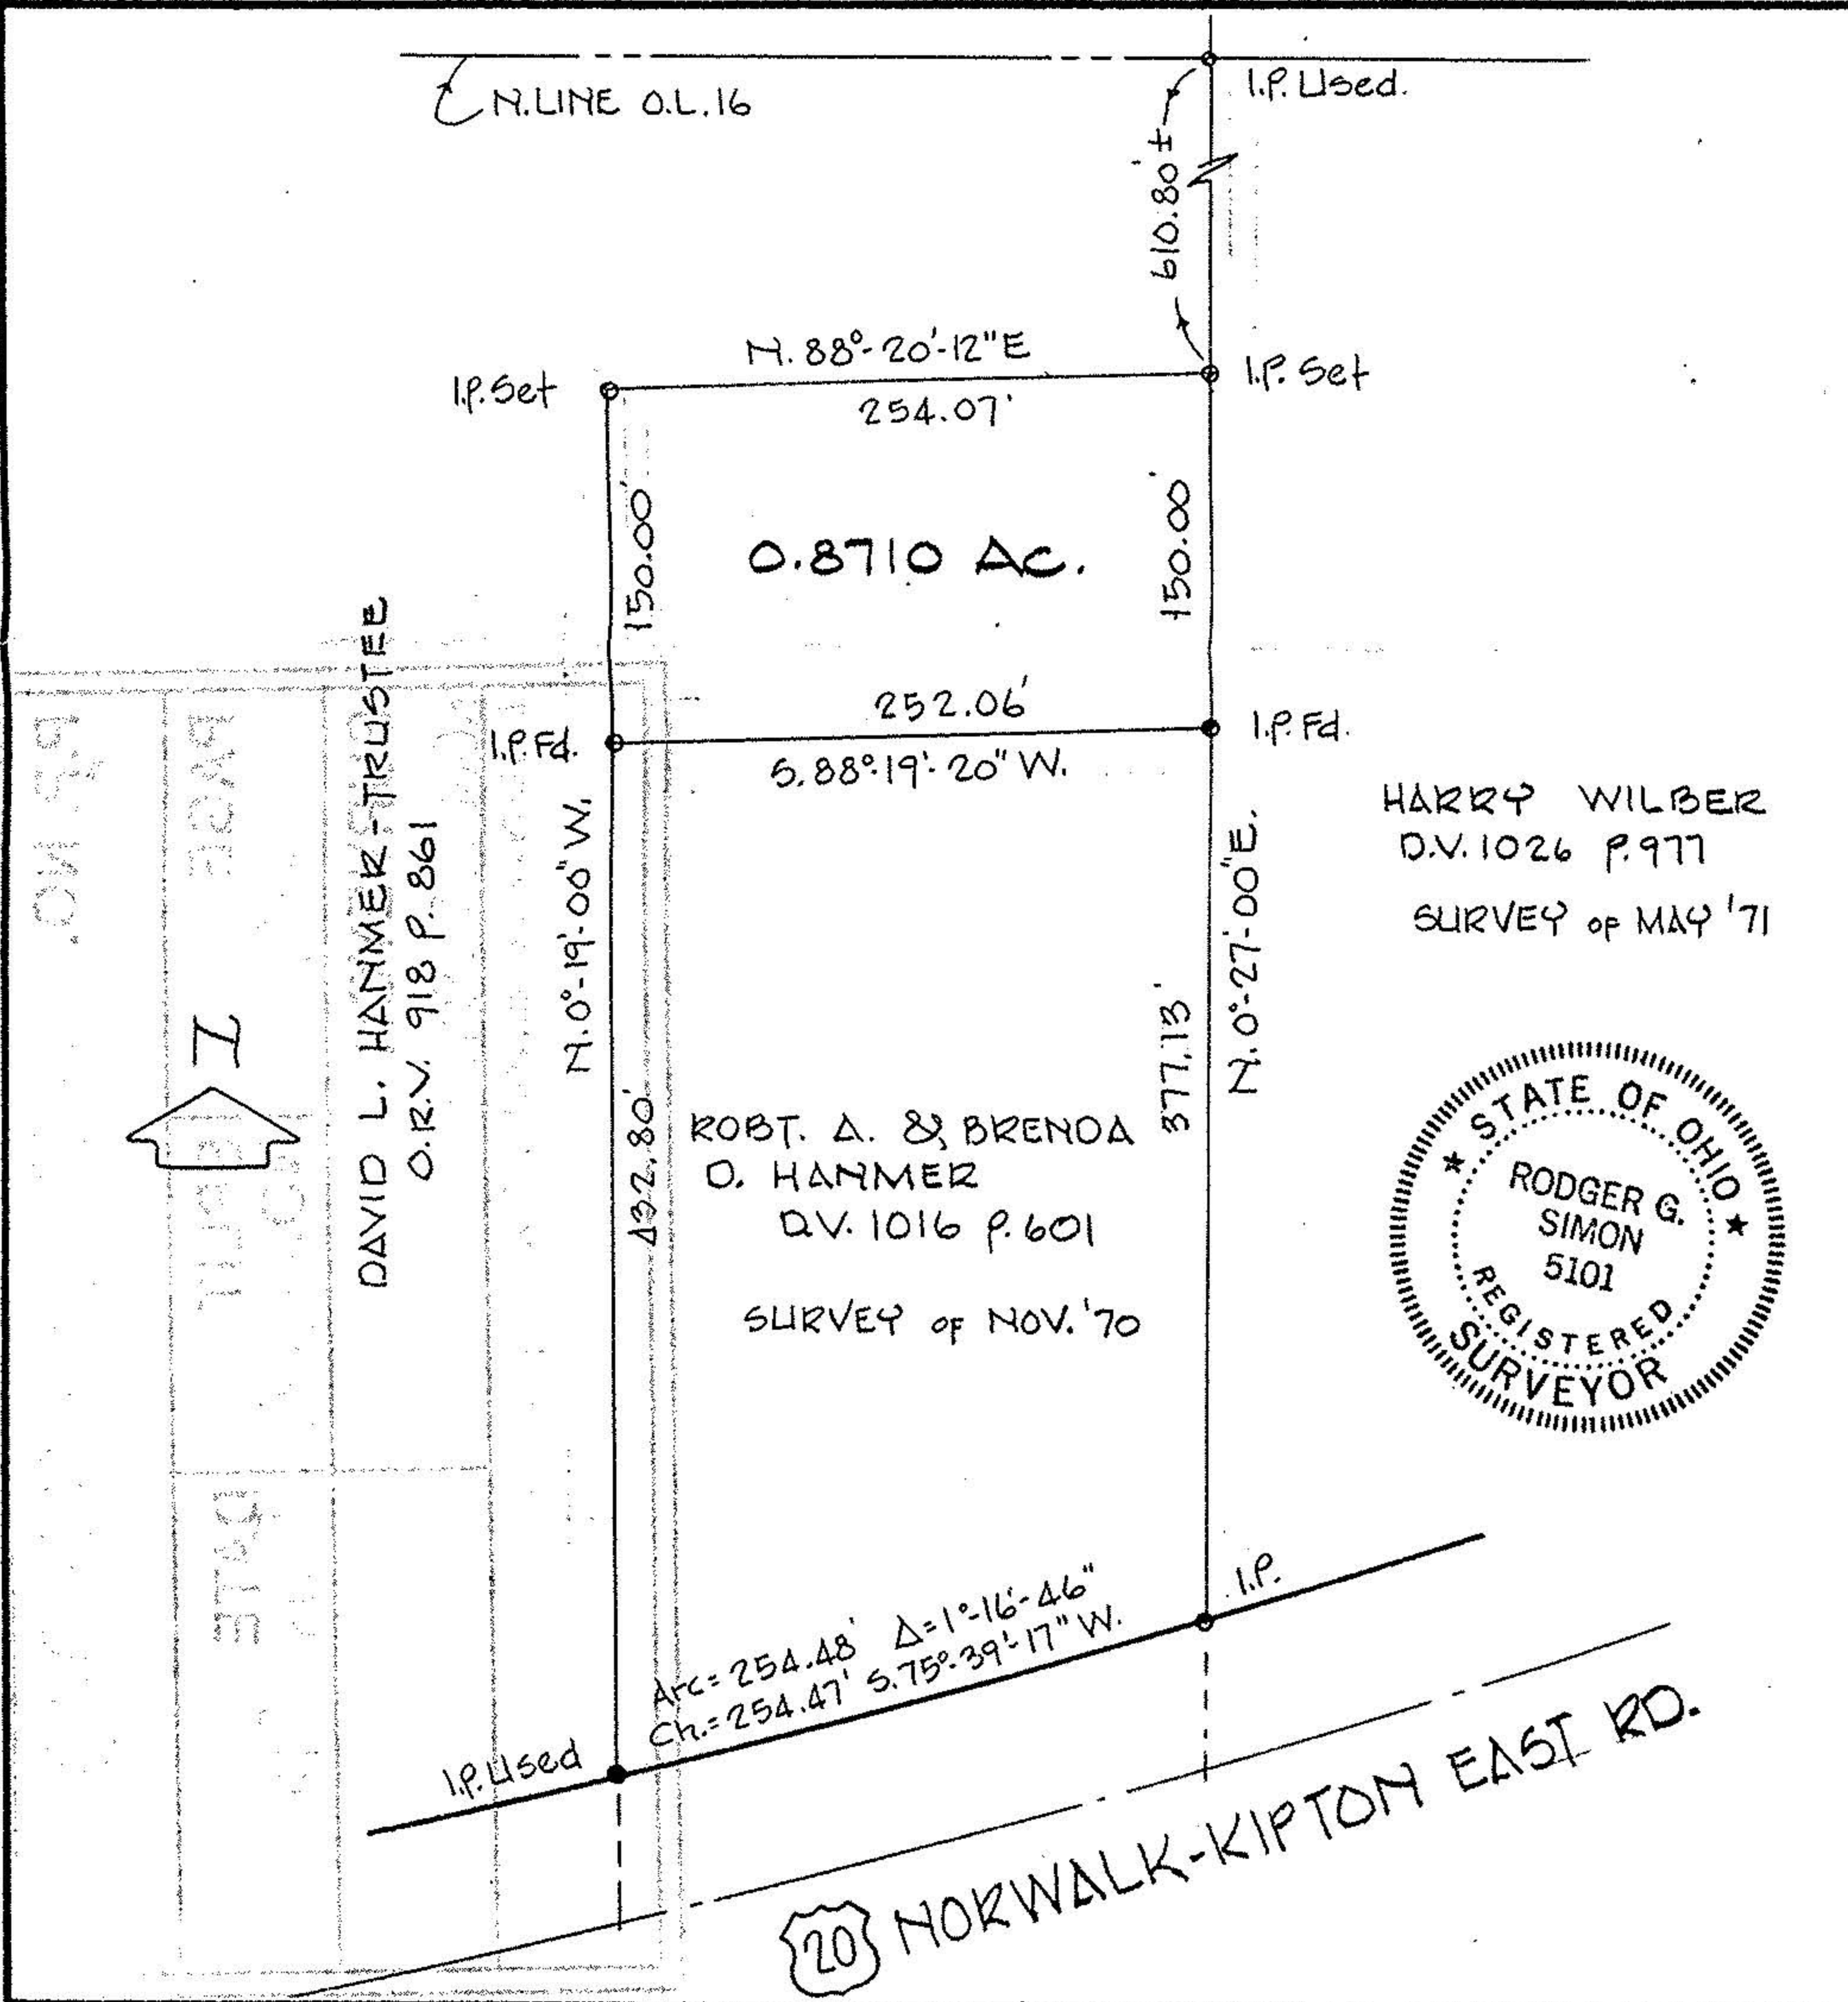 N. LINE O.L. 16
I.P. Used.
610.80' ±
N. 88°-20'-12" E
I.P. Set
I.P. Set
254.07'
150.00'
0.8710 AC.
150.00'
252.06'
I.P. Fd.
I.P. Fd.
S. 88°-19'-20" W.
DAVID L. HANMER - TRUSTEE
O.R.V. 918 P. 861
N. 0°-19'-00" W.
432.80'
377.13'
N. 0°-27'-00" E.
HARRY WILBER
D.V. 1026 P. 977
SURVEY OF MAY '71
ROBT. A. & BRENDA
D. HANMER
D.V. 1016 P. 601
SURVEY OF NOV. '70
STATE OF OHIO
RODGER G.
SIMON
5101
REGISTERED
SURVEYOR
PAGE
DATE
Arc = 254.48' Δ = 1°-16'-46"
Ch. = 254.47' S. 75°-39'-17" W.
I.P.
I.P. Used
20 NORWALK-KIPTON EAST RD.